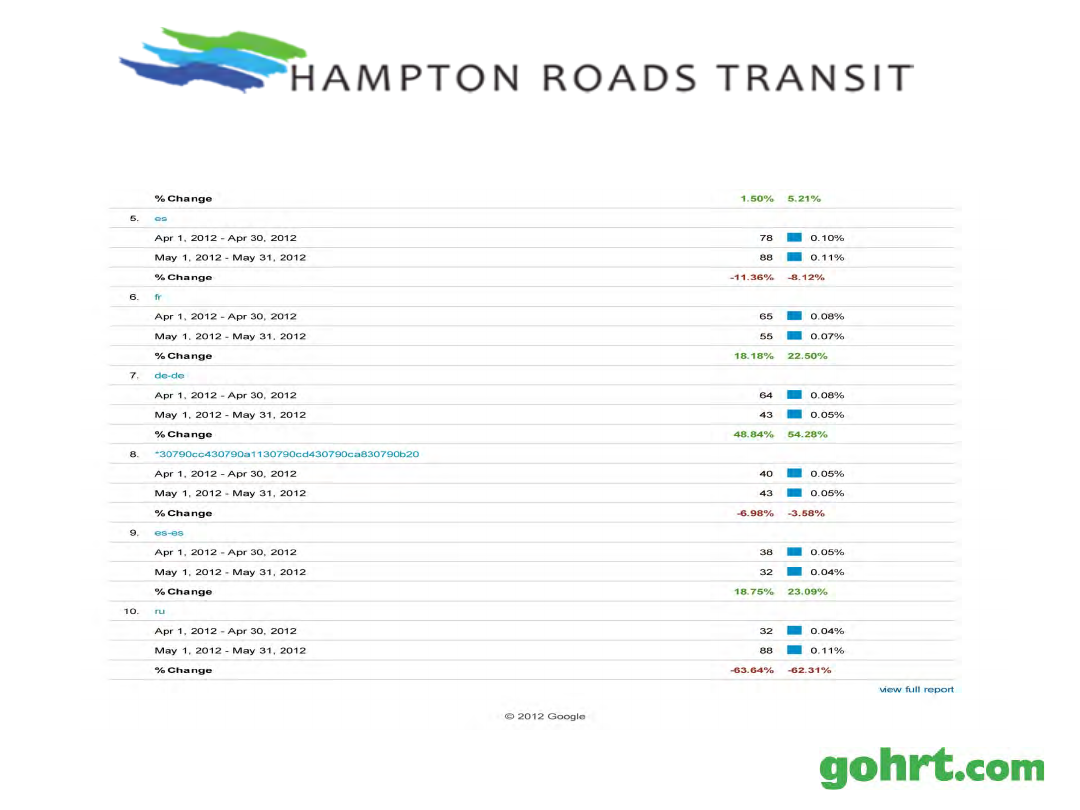 HAMPTON ROADS TRANSIT
% Change 1.50% 5.21%
5. es
Apr 1, 2012 - Apr 30, 2012 78 0.10%
May 1, 2012 - May 31, 2012 88 0.11%
% Change -11.36% -8.12%
6. fr
Apr 1, 2012 - Apr 30, 2012 65 0.08%
May 1, 2012 - May 31, 2012 55 0.07%
% Change 18.18% 22.50%
7. de-de
Apr 1, 2012 - Apr 30, 2012 64 0.08%
May 1, 2012 - May 31, 2012 43 0.05%
% Change 48.84% 54.28%
8. *30790cc430790a1130790cd430790ca830790b20
Apr 1, 2012 - Apr 30, 2012 40 0.05%
May 1, 2012 - May 31, 2012 43 0.05%
% Change -6.98% -3.58%
9. es-es
Apr 1, 2012 - Apr 30, 2012 38 0.05%
May 1, 2012 - May 31, 2012 32 0.04%
% Change 18.75% 23.09%
10. ru
Apr 1, 2012 - Apr 30, 2012 32 0.04%
May 1, 2012 - May 31, 2012 88 0.11%
% Change -63.64% -62.31%
view full report
© 2012 Google
gohrt.com